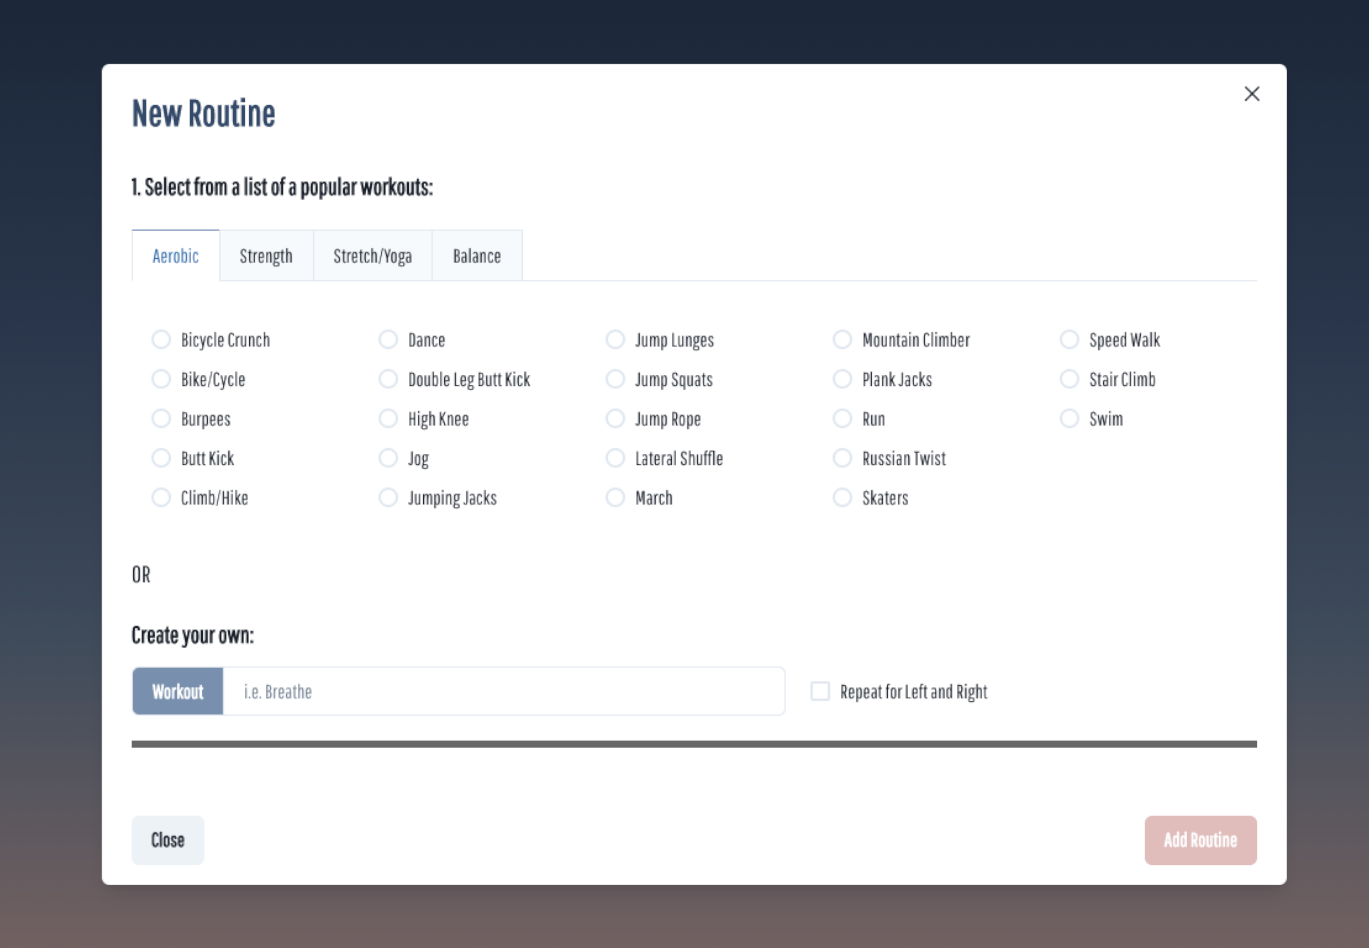 New Routine
1. Select from a list of a popular workouts:
Aerobic Strength Stretch/Yoga Balance
Bicycle Crunch Dance Jump Lunges Mountain Climber Speed Walk
Bike/Cycle Double Leg Butt Kick Jump Squats Plank Jacks Stair Climb
Burpees High Knee Jump Rope Run Swim
Butt Kick Jog Lateral Shuffle Russian Twist
Climb/Hike Jumping Jacks March Skaters
OR
Create your own:
Workout i.e. Breathe Repeat for Left and Right
Close Add Routine